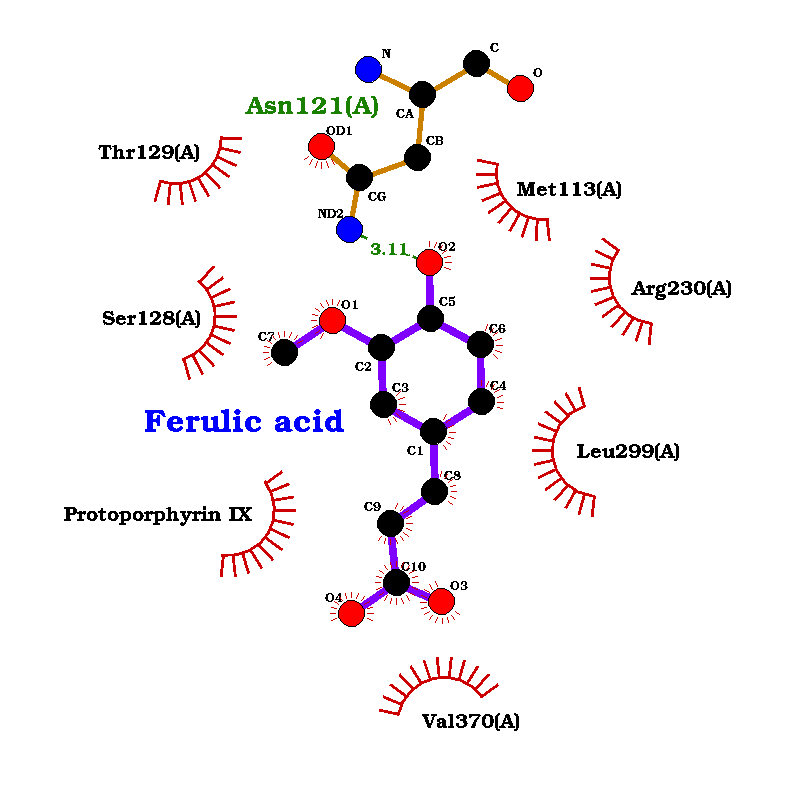 C
N
O
Asn121(A)
CA
OD1
CB
Thr129(A)
Met113(A)
CG
ND2
3.11
O2
Arg230(A)
O1
C5
Ser128(A)
C7
C6
C2
C3
C4
Ferulic acid
C1
Leu299(A)
C8
C9
Protoporphyrin IX
C10
O3
O4
Val370(A)